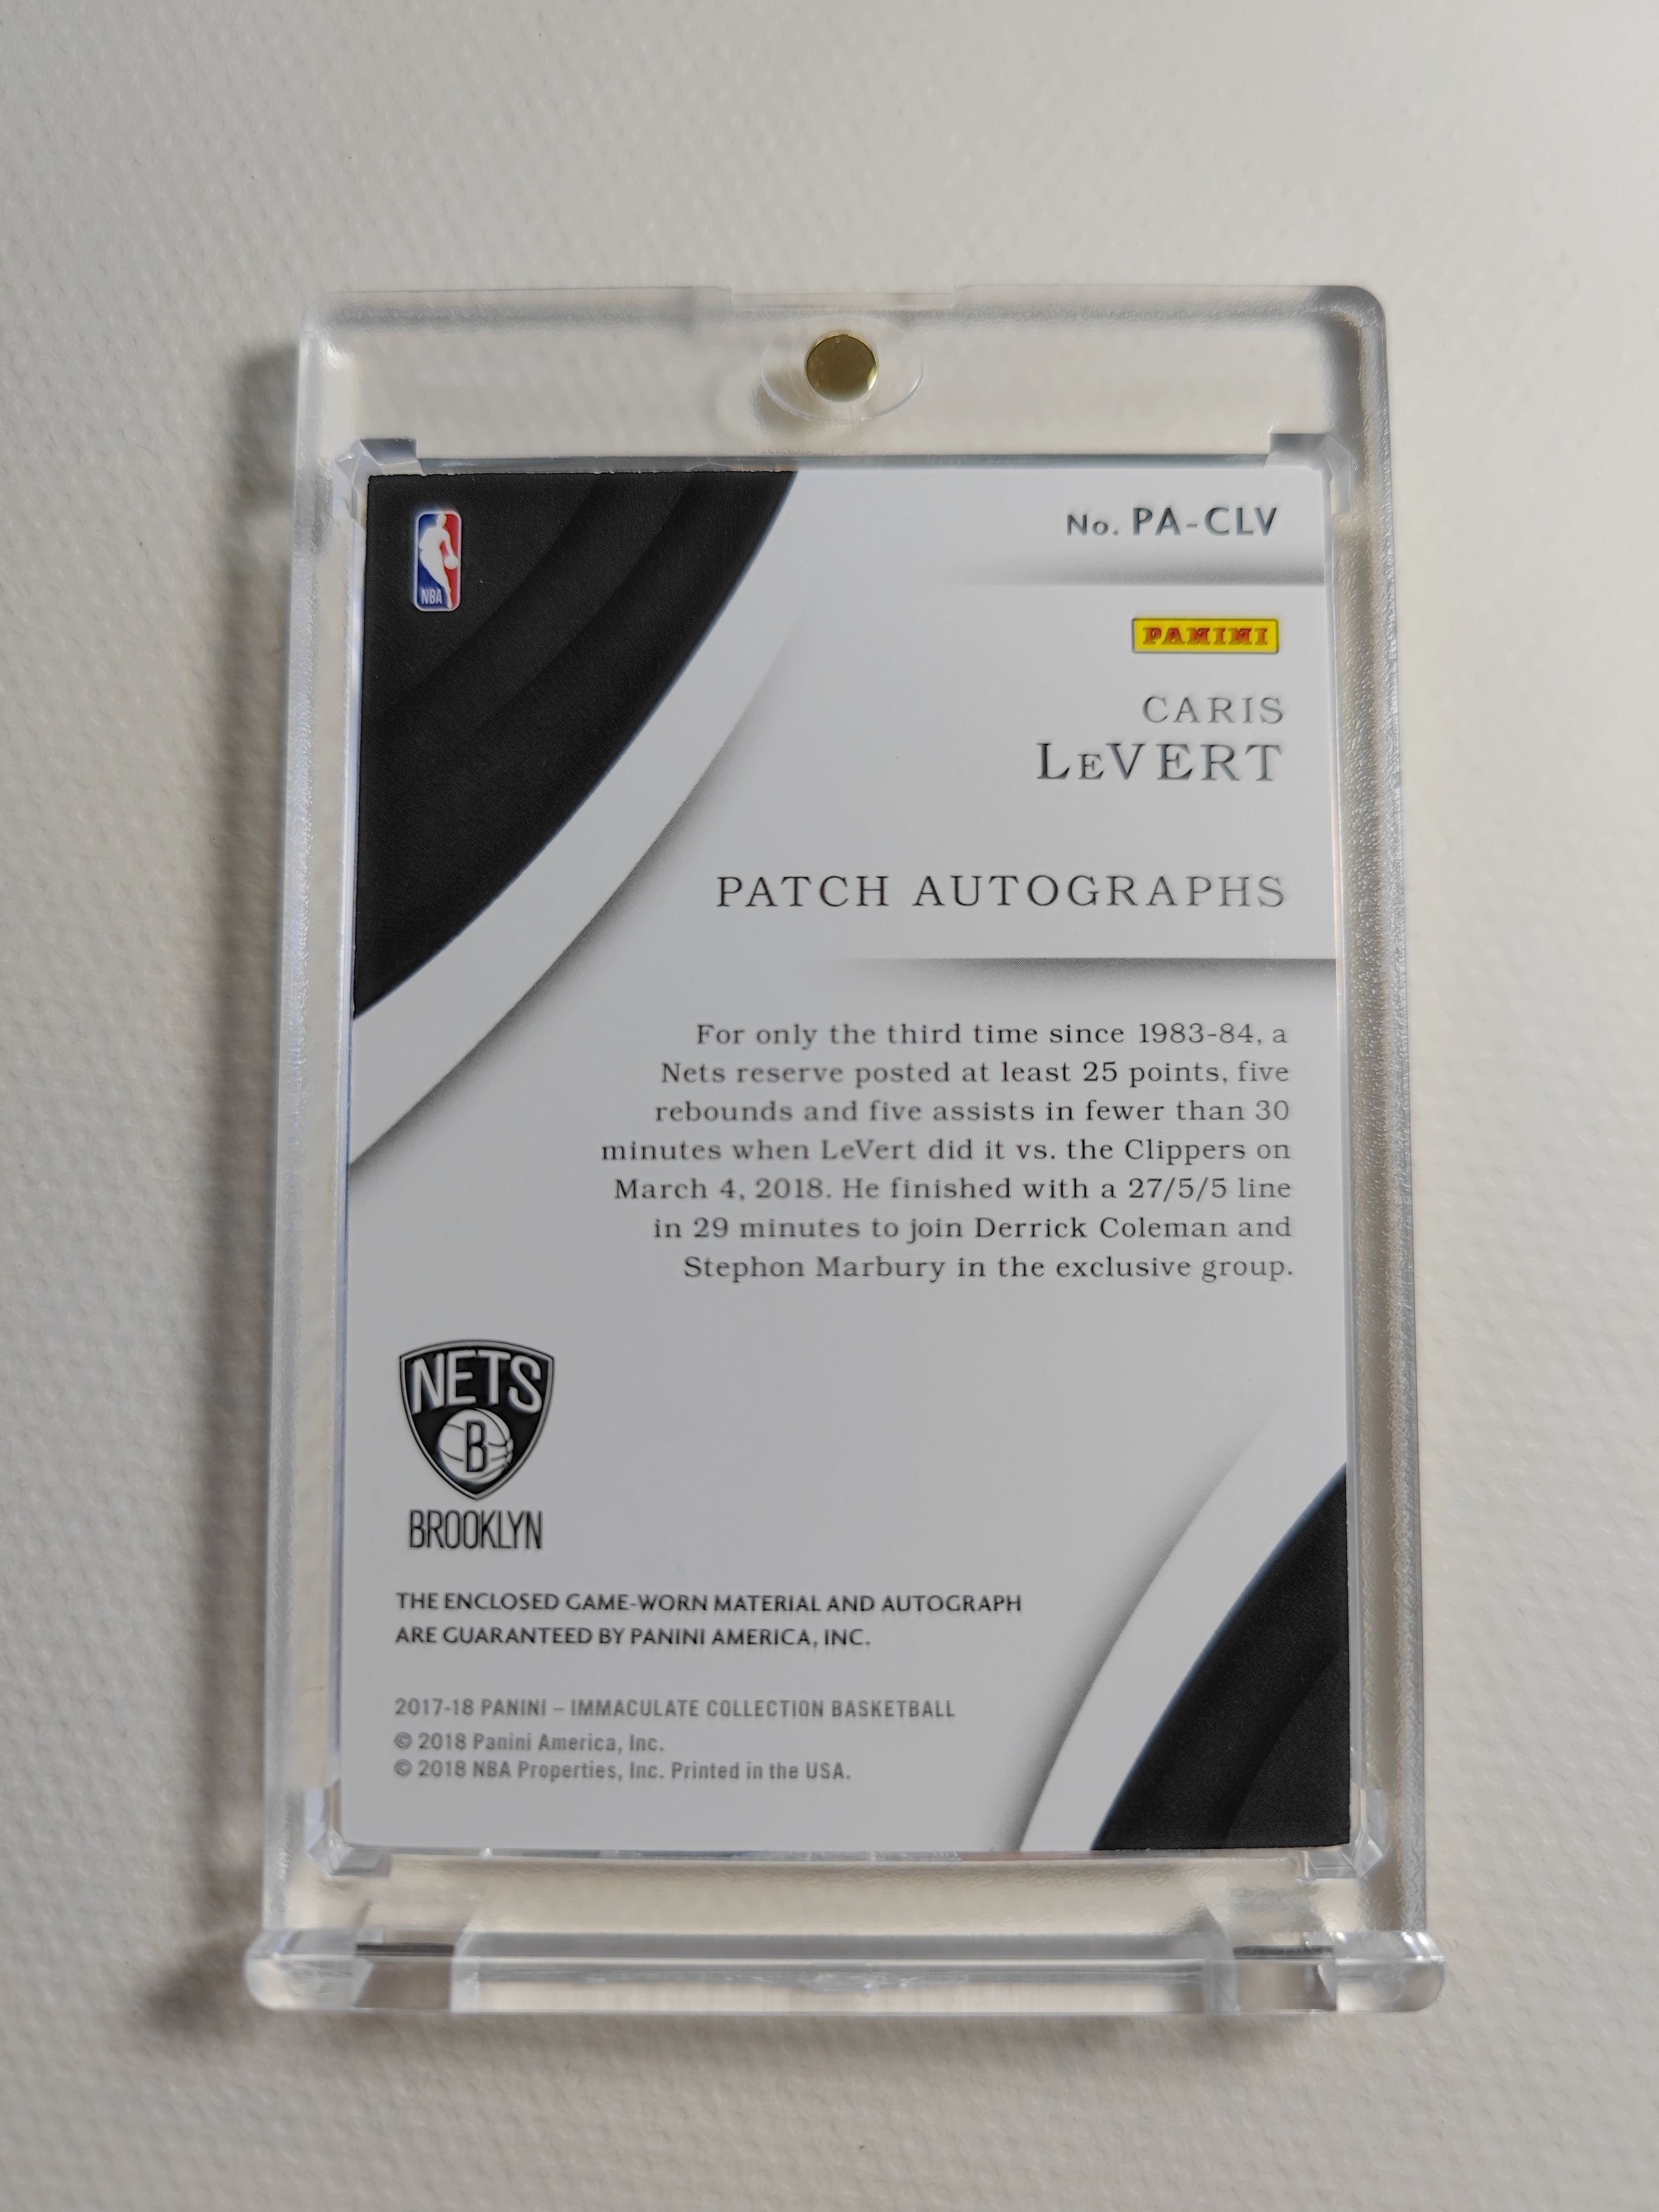 NBA
No. PA-CLV
PANINI
CARIS
LeVERT
PATCH AUTOGRAPHS
For only the third time since 1983-84, a
Nets reserve posted at least 25 points, five
rebounds and five assists in fewer than 30
minutes when LeVert did it vs. the Clippers on
March 4, 2018. He finished with a 27/5/5 line
in 29 minutes to join Derrick Coleman and
Stephon Marbury in the exclusive group.
NETS
B
BROOKLYN
THE ENCLOSED GAME-WORN MATERIAL AND AUTOGRAPH
ARE GUARANTEED BY PANINI AMERICA, INC.
2017-18 PANINI – IMMACULATE COLLECTION BASKETBALL
© 2018 Panini America, Inc.
© 2018 NBA Properties, Inc. Printed in the USA.